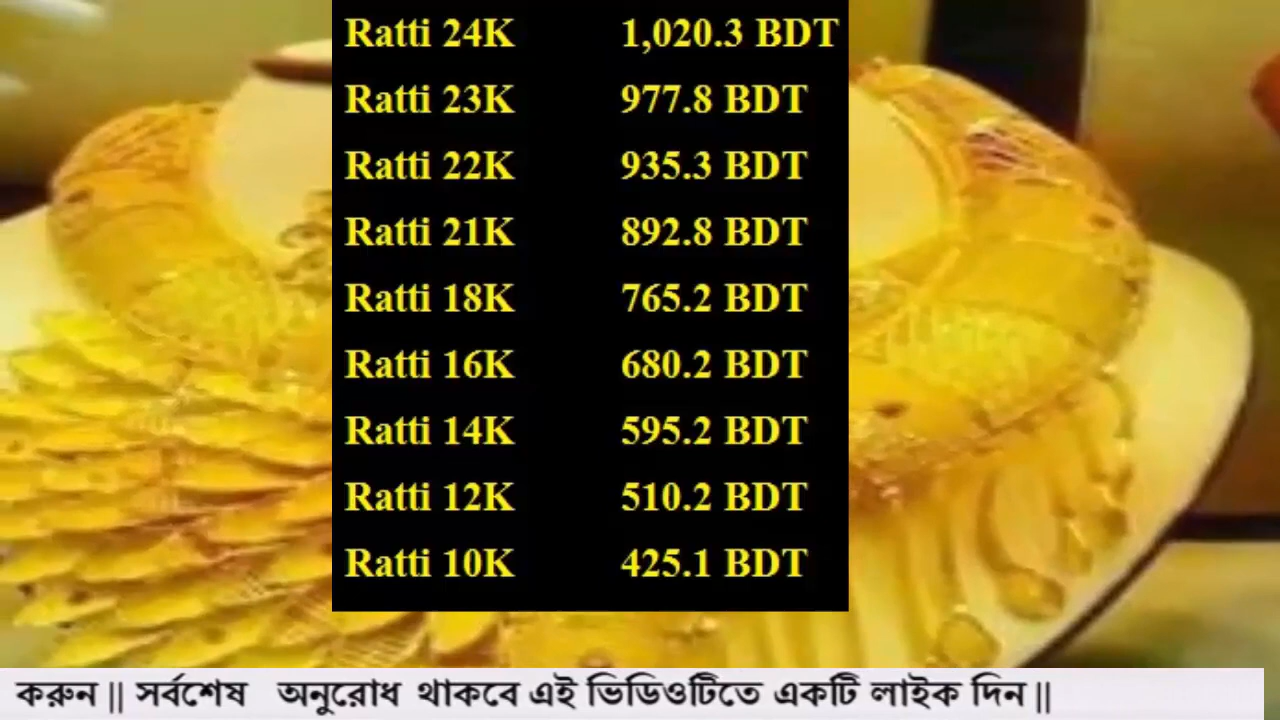 Ratti 24K 1,020.3 BDT
Ratti 23K 977.8 BDT
Ratti 22K 935.3 BDT
Ratti 21K 892.8 BDT
Ratti 18K 765.2 BDT
Ratti 16K 680.2 BDT
Ratti 14K 595.2 BDT
Ratti 12K 510.2 BDT
Ratti 10K 425.1 BDT
করুন || সর্বশেষ অনুরোধ থাকবে এই ভিডিওটিতে একটি লাইক দিন ||